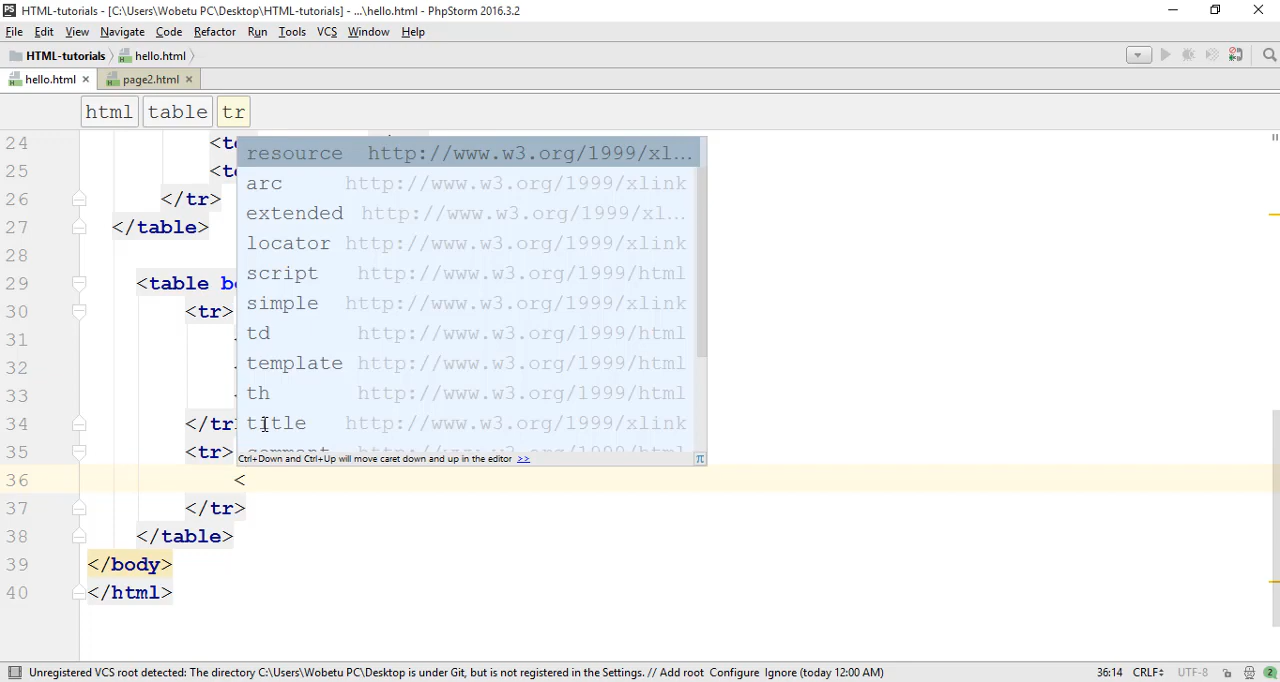 PS HTML-tutorials - [C:\Users\Wobetu PC\Desktop\HTML-tutorials] - ...\hello.html - PhpStorm 2016.3.2
File Edit View Navigate Code Refactor Run Tools VCS Window Help
HTML-tutorials hello.html
hello.html page2.html
html table tr
24 <t
25 <t
26 </tr>
27 </table>
28
29 <table b
30 <tr>
31
32
33
34 </tr
35 <tr>
36 <
37 </tr>
38 </table>
39 </body>
40 </html>
resource http://www.w3.org/1999/xl...
arc http://www.w3.org/1999/xlink
extended http://www.w3.org/1999/xl...
locator http://www.w3.org/1999/xlink
script http://www.w3.org/1999/html
simple http://www.w3.org/1999/xlink
td http://www.w3.org/1999/html
template http://www.w3.org/1999/html
th http://www.w3.org/1999/html
title http://www.w3.org/1999/xlink
Ctrl+Down and Ctrl+Up will move caret down and up in the editor >> π
Unregistered VCS root detected: The directory C:\Users\Wobetu PC\Desktop is under Git, but is not registered in the Settings. // Add root Configure Ignore (today 12:00 AM) 36:14 CRLF UTF-8 2